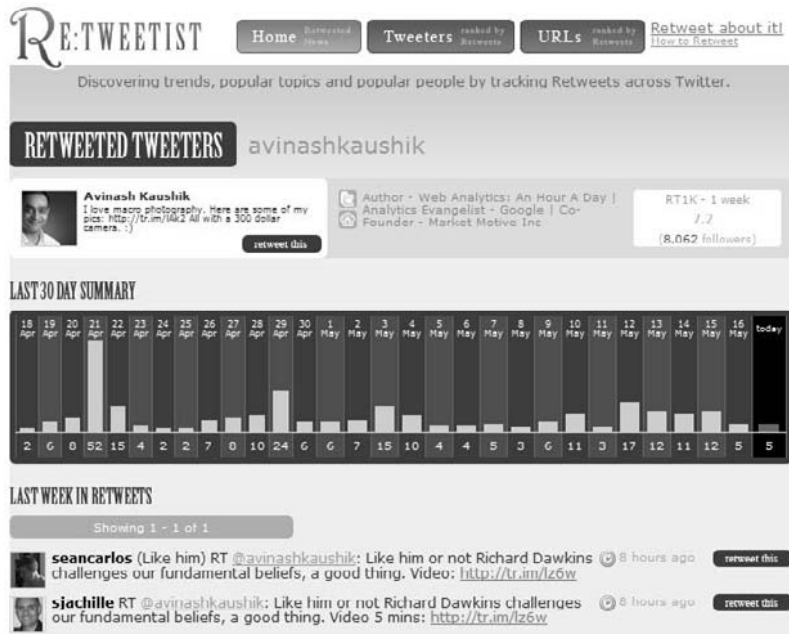 RE:TWEETIST
Home Retweeted News
Tweeters ranked by Retweets
URLs ranked by Retweets
Retweet about it!
How to Retweet
Discovering trends, popular topics and popular people by tracking Retweets across Twitter.
RETWEETED TWEETERS avinashkaushik
Avinash Kaushik
I love macro photography. Here are some of my
pics: http://tr.im/lAk2 All with a 300 dollar
camera. :)
retweet this
Author - Web Analytics: An Hour A Day |
Analytics Evangelist - Google | Co-
Founder - Market Motive Inc
RT1K - 1 week
7.7
(8,062 followers)
LAST 30 DAY SUMMARY
18 19 20 21 22 23 24 25 26 27 28 29 30 1 2 3 4 5 6 7 8 9 10 11 12 13 14 15 16 today
Apr Apr Apr Apr Apr Apr Apr Apr Apr Apr Apr Apr Apr May May May May May May May May May May May May May May May May
2 6 8 52 15 4 2 2 7 8 10 24 6 6 7 15 10 4 4 5 3 6 11 3 17 12 11 12 5 5
LAST WEEK IN RETWEETS
Showing 1 - 1 of 1
seancarlos (Like him) RT @avinashkaushik: Like him or not Richard Dawkins 8 hours ago retweet this
challenges our fundamental beliefs, a good thing. Video: http://tr.im/lz6w
sjachille RT @avinashkaushik: Like him or not Richard Dawkins challenges 8 hours ago retweet this
our fundamental beliefs, a good thing. Video 5 mins: http://tr.im/lz6w